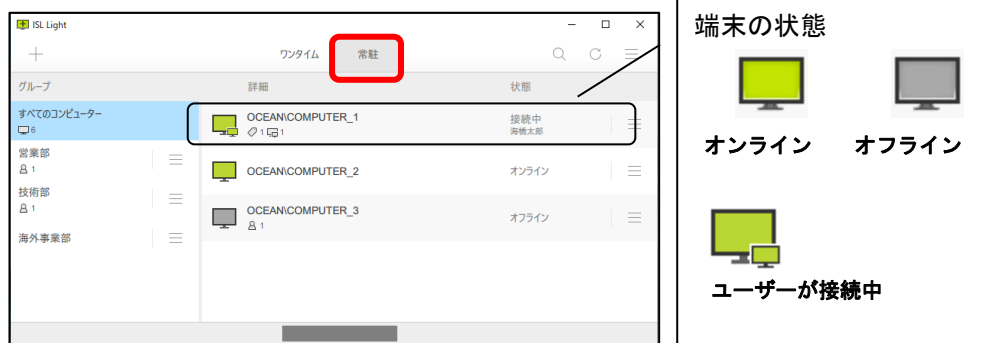 ISL Light
ワンタイム 常駐
グループ 詳細 状態
すべてのコンピューター
6
営業部
1
技術部
1
海外事業部
OCEAN\COMPUTER_1 接続中
1 1 海橋太郎
OCEAN\COMPUTER_2 オンライン
OCEAN\COMPUTER_3 オフライン
1
端末の状態
オンライン オフライン
ユーザーが接続中